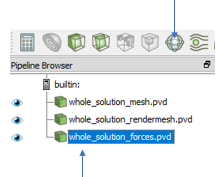 Pipeline Browser
builtin:
whole_solution_mesh.pvd
whole_solution_rendermesh.pvd
whole_solution_forces.pvd